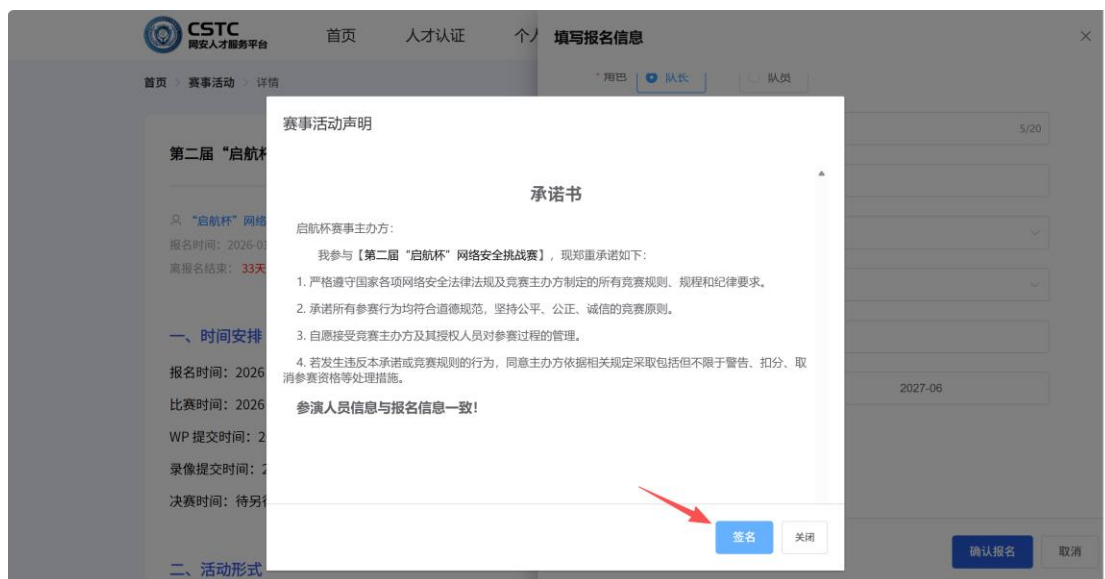 CSTC
网安人才服务平台
首页
人才认证
个人
填写报名信息
首页 > 赛事活动 > 详情
队长
队员
赛事活动声明
5/20
第二届“启航杯
承诺书
“启航杯”网络
启航杯赛事主办方：
报名时间：2026-03
我参与【第二届“启航杯”网络安全挑战赛】，现郑重承诺如下：
离报名结束：33天
1. 严格遵守国家各项网络安全法律法规及竞赛主办方制定的所有竞赛规则、规程和纪律要求。
2. 承诺所有参赛行为均符合道德规范，坚持公平、公正、诚信的竞赛原则。
一、时间安排
3. 自愿接受竞赛主办方及其授权人员对参赛过程的管理。
报名时间：2026
4. 若发生违反本承诺或竞赛规则的行为，同意主办方依据相关规定采取包括但不限于警告、扣分、取
消参赛资格等处理措施。
2027-06
比赛时间：2026
参演人员信息与报名信息一致！
WP 提交时间：2
录像提交时间：2
决赛时间：待另行
签名
关闭
确认报名
取消
二、活动形式